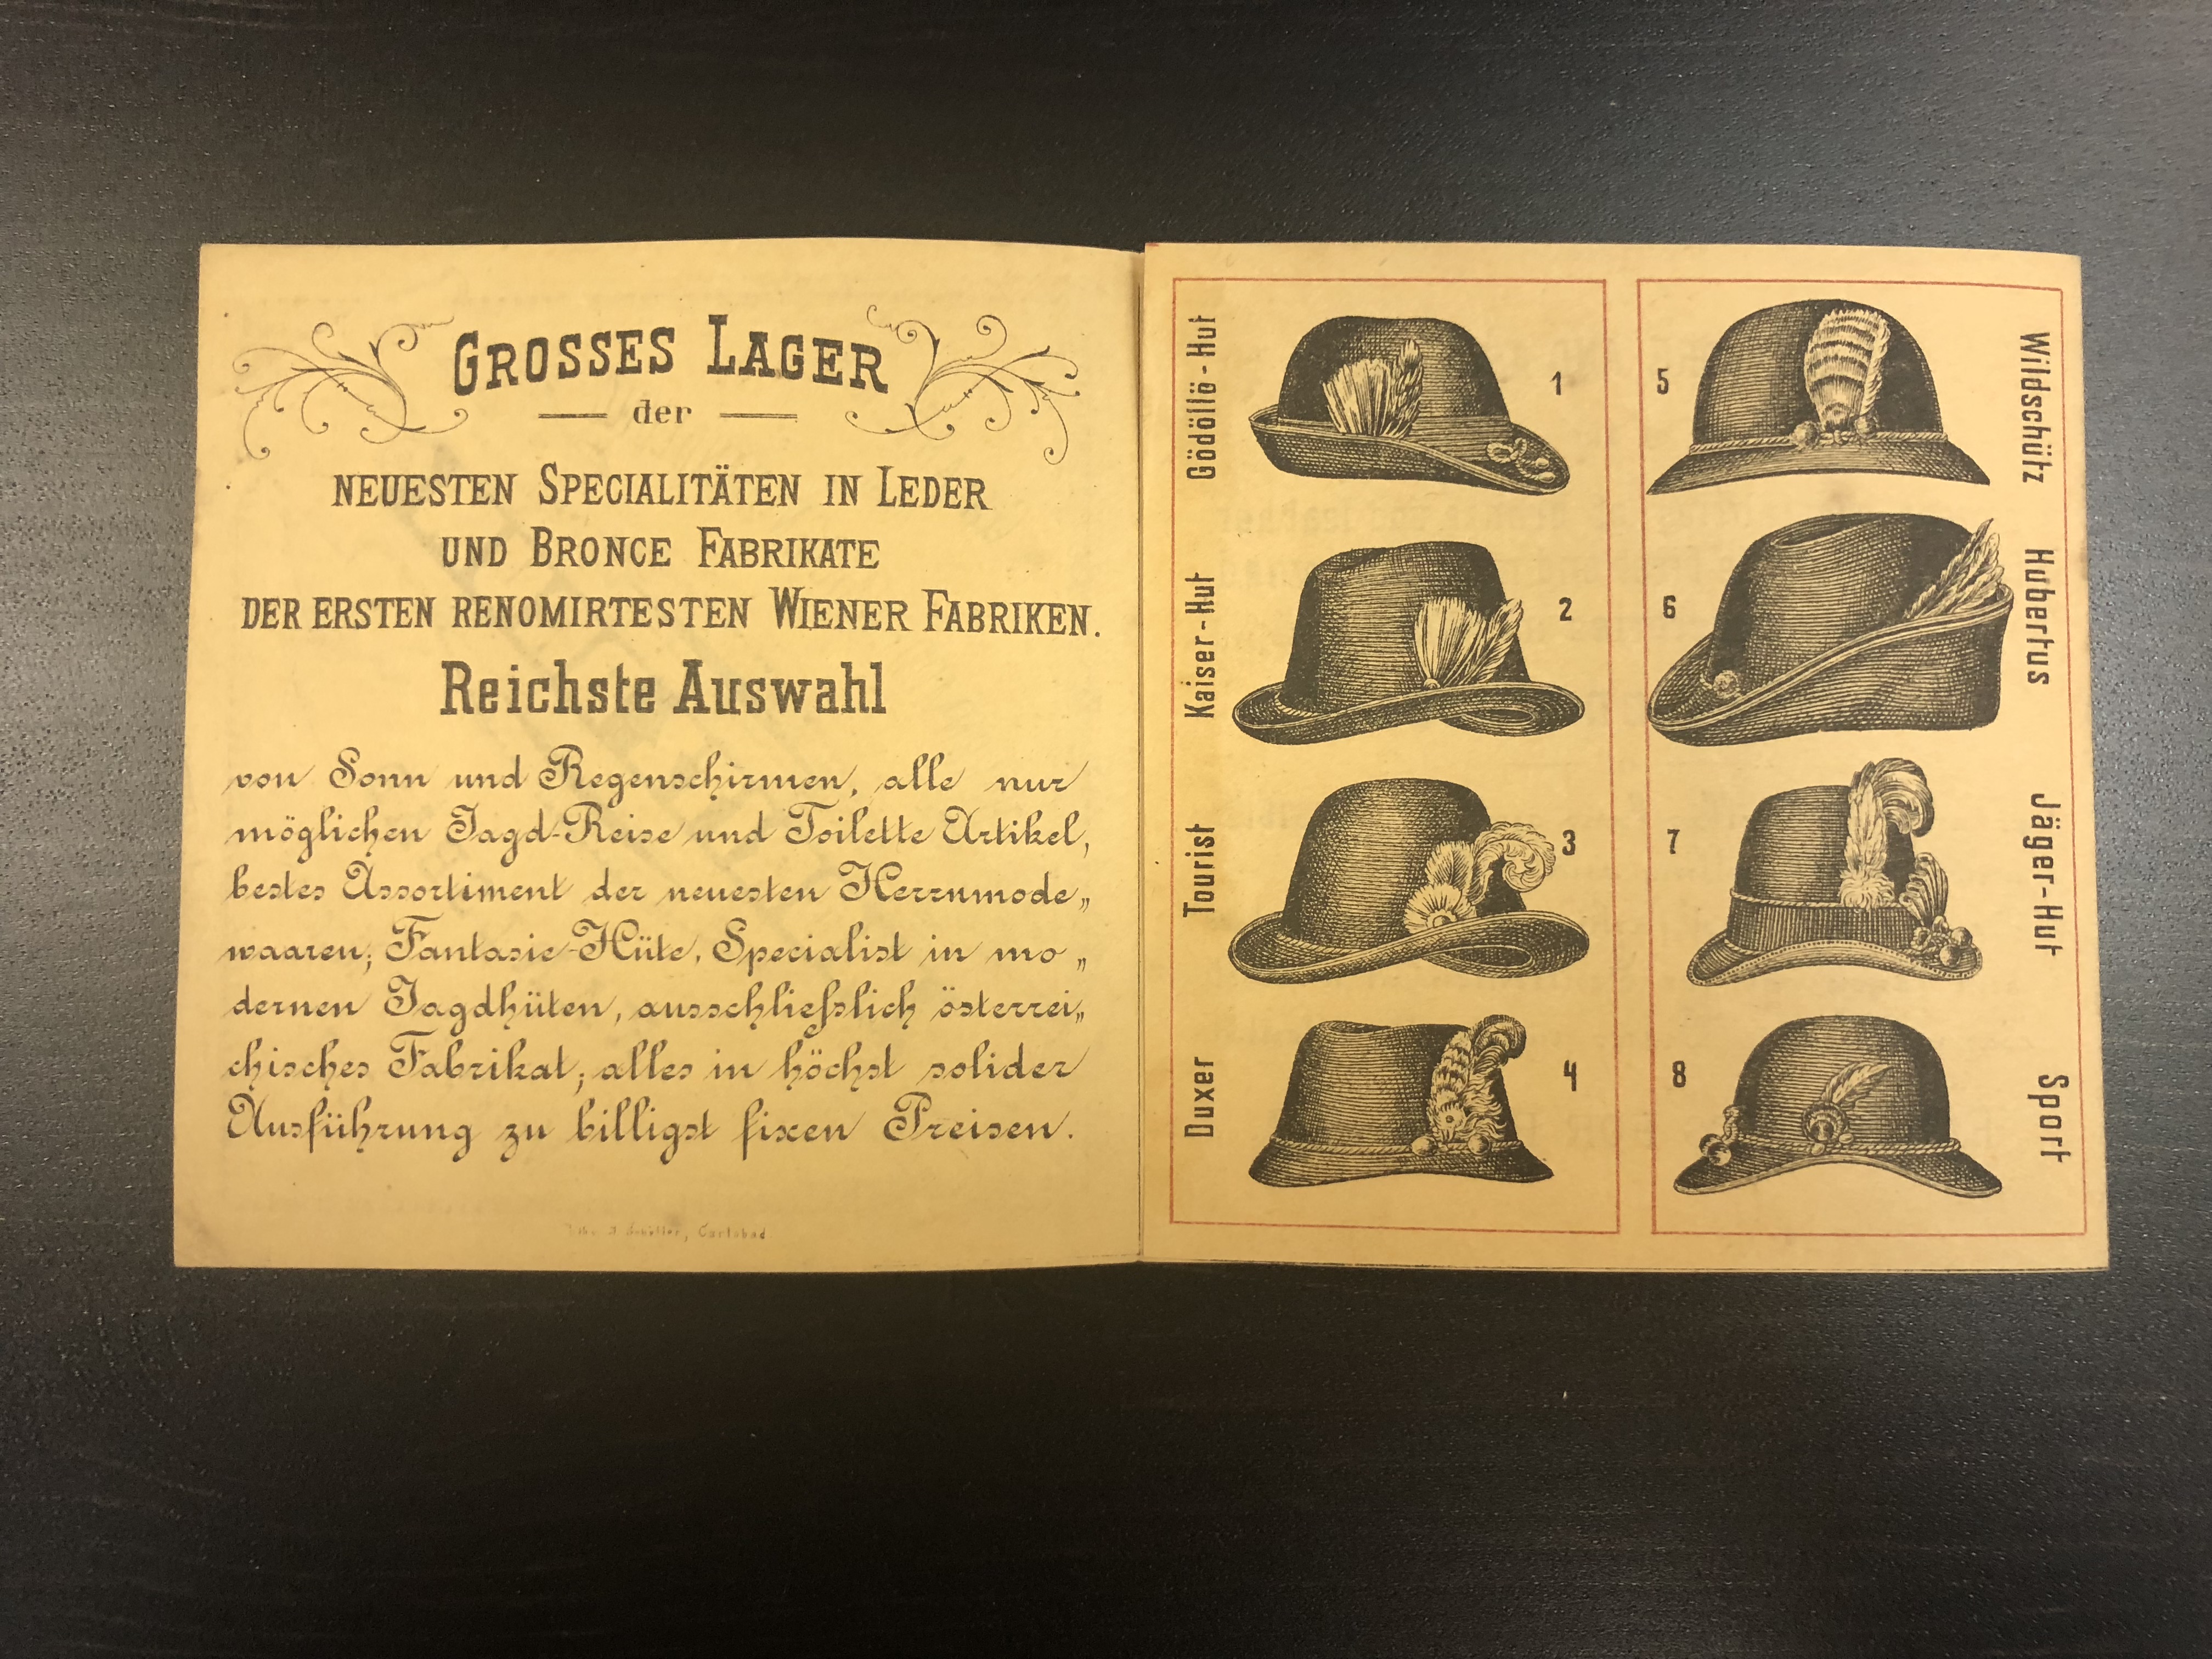 GROSSES LAGER
der
NEUESTEN SPECIALITÄTEN IN LEDER
UND BRONCE FABRIKATE
DER ERSTEN RENOMIRTESTEN WIENER FABRIKEN.
Reichste Auswahl
von Sonn und Regenschirmen, alle nur
möglichen Jagd-Reise und Toilette Artikel,
bestes Assortiment der neuesten Herrnmode„
waaren; Fantasie-Hüte, Specialist in mo„
dernen Jagdhüten, ausschließlich österrei„
chisches Fabrikat; alles in höchst solider
Ausführung zu billigst fixen Preisen.
Schöller, Carlsbad
Gödöllö-Hut
1
Kaiser-Hut
2
Tourist
3
Duxer
4
5
Wildschütz
6
Hubertus
7
Jäger-Hut
8
Sport